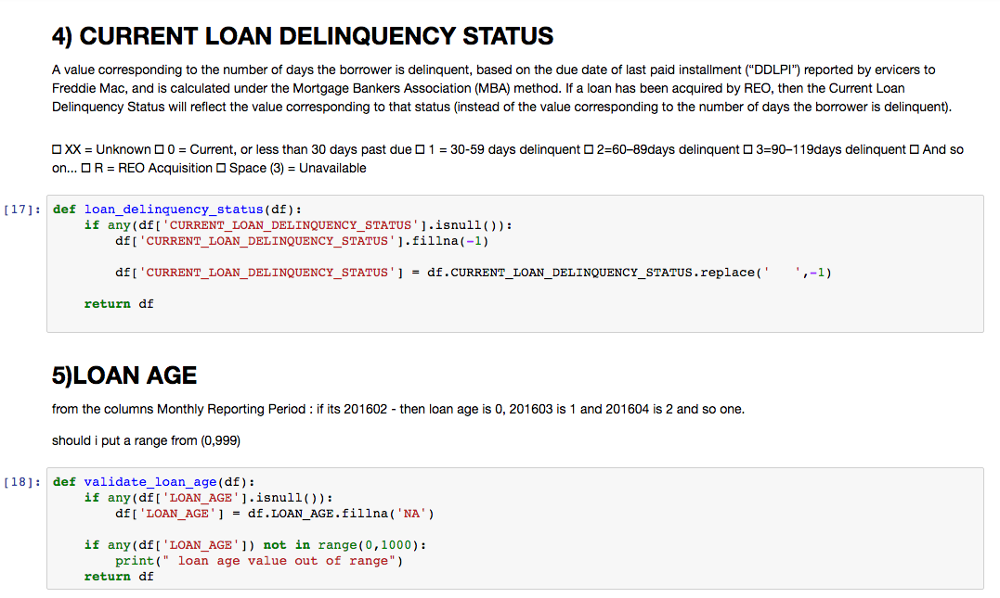 4) CURRENT LOAN DELINQUENCY STATUS
A value corresponding to the number of days the borrower is delinquent, based on the due date of last paid installment (“DDLPI”) reported by ervicers to
Freddie Mac, and is calculated under the Mortgage Bankers Association (MBA) method. If a loan has been acquired by REO, then the Current Loan
Delinquency Status will reflect the value corresponding to that status (instead of the value corresponding to the number of days the borrower is delinquent).
☐ XX = Unknown ☐ 0 = Current, or less than 30 days past due ☐ 1 = 30-59 days delinquent ☐ 2=60–89days delinquent ☐ 3=90–119days delinquent ☐ And so
on... ☐ R = REO Acquisition ☐ Space (3) = Unavailable
[17]: def loan_delinquency_status(df):
    if any(df['CURRENT_LOAN_DELINQUENCY_STATUS'].isnull()):
        df['CURRENT_LOAN_DELINQUENCY_STATUS'].fillna(-1)
        df['CURRENT_LOAN_DELINQUENCY_STATUS'] = df.CURRENT_LOAN_DELINQUENCY_STATUS.replace('   ',-1)
    return df
5)LOAN AGE
from the columns Monthly Reporting Period : if its 201602 - then loan age is 0, 201603 is 1 and 201604 is 2 and so one.
should i put a range from (0,999)
[18]: def validate_loan_age(df):
    if any(df['LOAN_AGE'].isnull()):
        df['LOAN_AGE'] = df.LOAN_AGE.fillna('NA')
    if any(df['LOAN_AGE']) not in range(0,1000):
        print(" loan age value out of range")
    return df